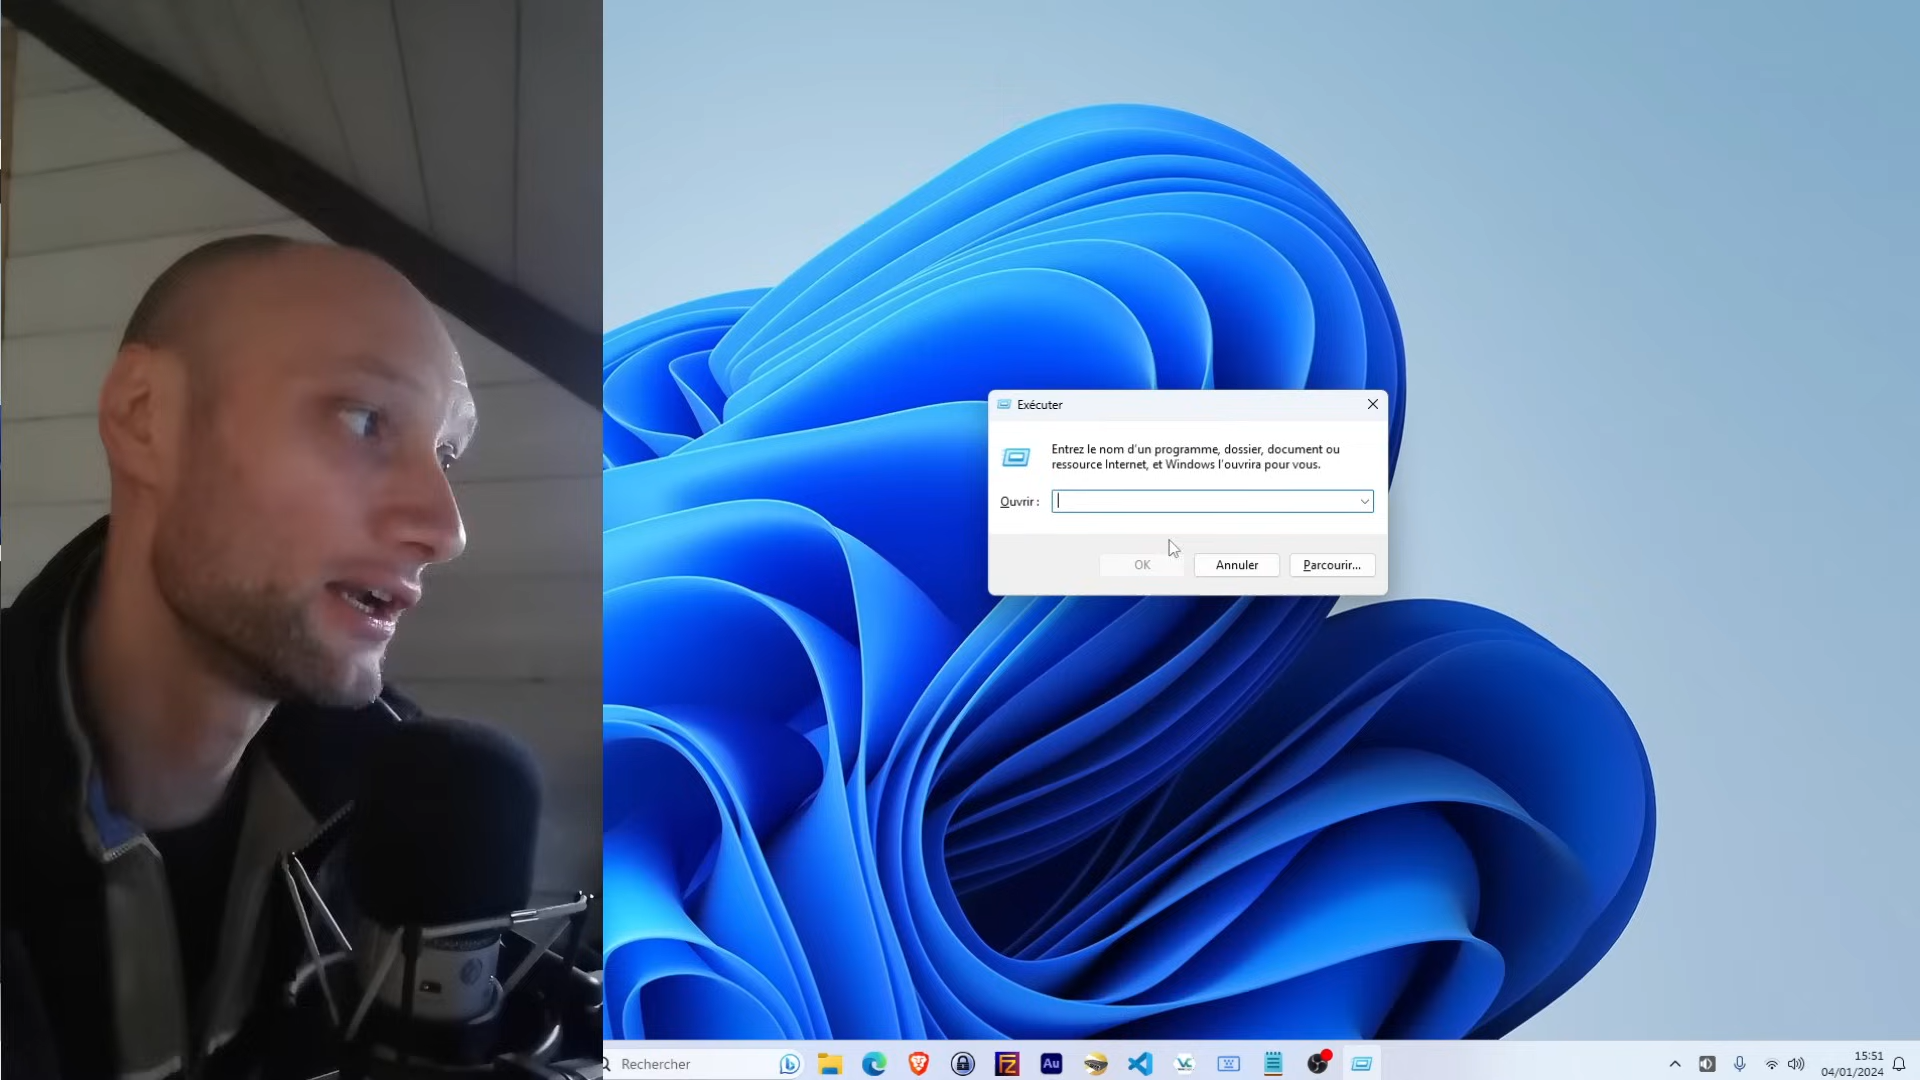 Exécuter
Entrez le nom d'un programme, dossier, document ou
ressource Internet, et Windows l'ouvrira pour vous.
Ouvrir :
OK
Annuler
Parcourir...
Rechercher
Fz
Au
15:51
04/01/2024